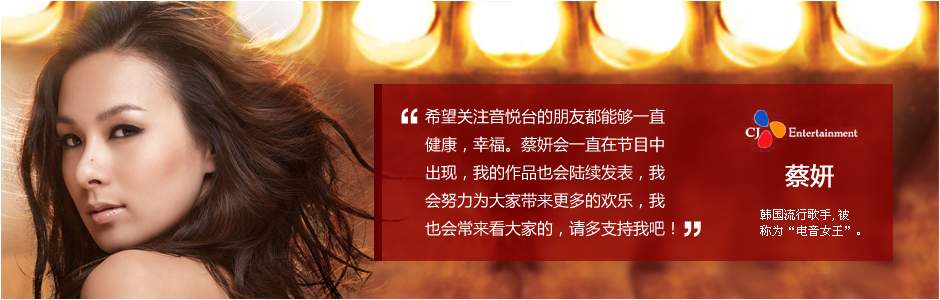 “希望关注音悦台的朋友都能够一直
健康，幸福。蔡妍会一直在节目中
出现，我的作品也会陆续发表，我
会努力为大家带来更多的欢乐，我
也会常来看大家的，请多支持我吧！”
CJ Entertainment
蔡妍
韩国流行歌手, 被
称为“电音女王”。